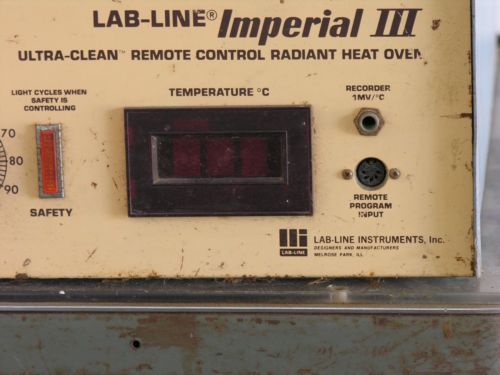 LAB-LINE® Imperial III
ULTRA-CLEAN™ REMOTE CONTROL RADIANT HEAT OVEN
LIGHT CYCLES WHEN
SAFETY IS
CONTROLLING
TEMPERATURE °C
RECORDER
1MV/°C
70
80
90
SAFETY
REMOTE
PROGRAM
INPUT
LAB-LINE
LAB-LINE INSTRUMENTS, Inc.
DESIGNERS AND MANUFACTURERS
MELROSE PARK, ILL.